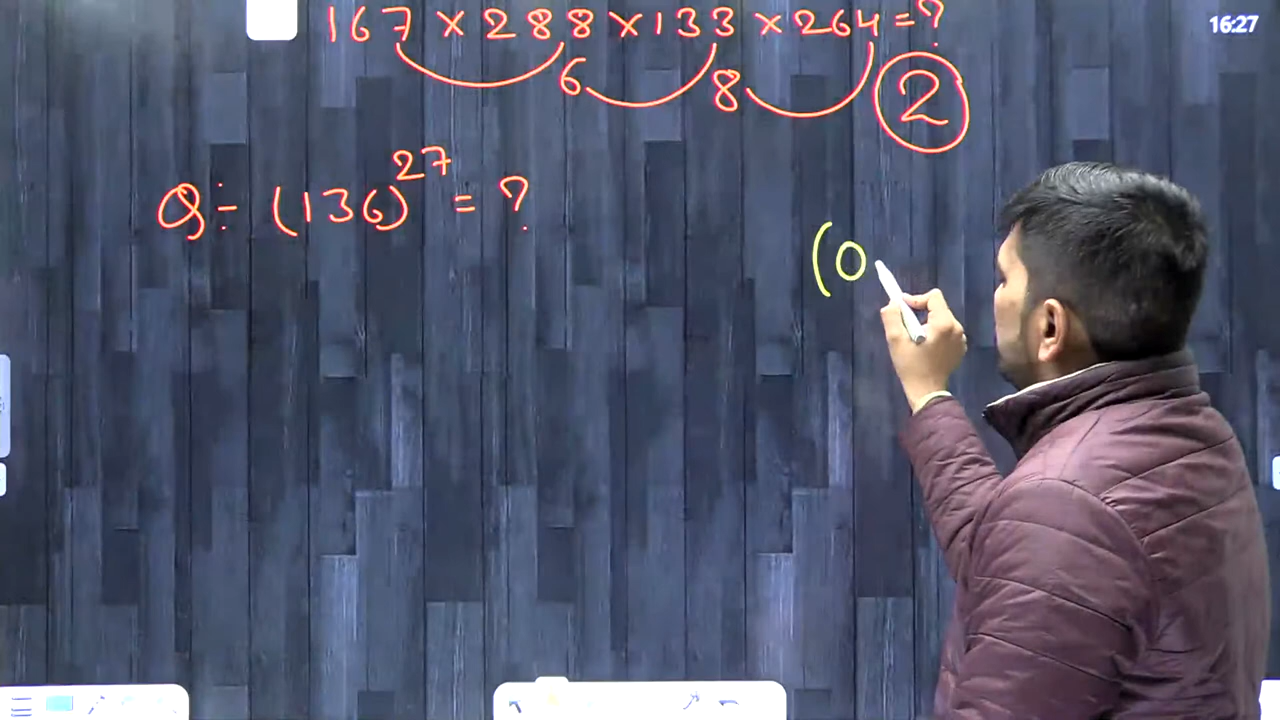 167 × 288 × 133 × 264 = ?
16:27
6 8 2
Q÷ (136)^27 = ?
(0